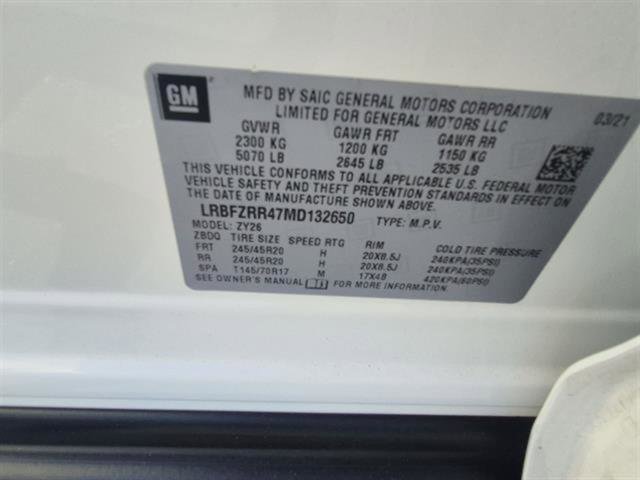 GM
MFD BY SAIC GENERAL MOTORS CORPORATION
LIMITED FOR GENERAL MOTORS LLC
03/21
GVWR GAWR FRT GAWR RR
2300 KG 1200 KG 1150 KG
5070 LB 2645 LB 2535 LB
THIS VEHICLE CONFORMS TO ALL APPLICABLE U.S. FEDERAL MOTOR
VEHICLE SAFETY AND THEFT PREVENTION STANDARDS IN EFFECT ON
THE DATE OF MANUFACTURE SHOWN ABOVE.
LRBFZRR47MD132650 TYPE: M.P.V.
MODEL: ZY26
ZBDQ TIRE SIZE SPEED RTG RIM COLD TIRE PRESSURE
FRT 245/45R20 H 20X8.5J 240KPA(35PSI)
RR 245/45R20 H 20X8.5J 240KPA(35PSI)
SPA T145/70R17 M 17X4B 420KPA(60PSI)
SEE OWNER'S MANUAL FOR MORE INFORMATION